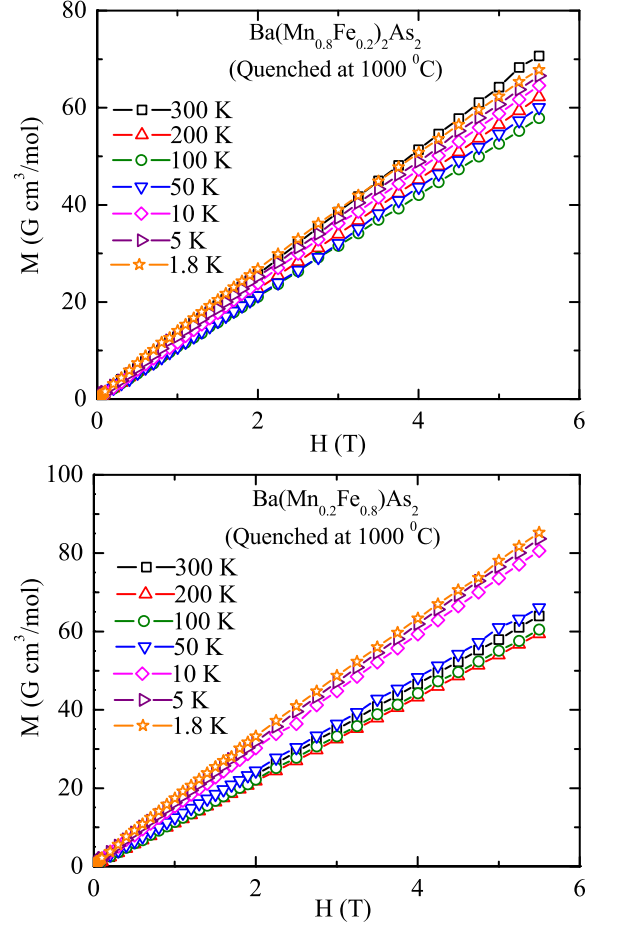 Ba(Mn0.8Fe0.2)2As2
(Quenched at 1000 0C)
300 K
200 K
100 K
50 K
10 K
5 K
1.8 K
M (G cm3/mol)
80
60
40
20
0
0 2 4 6
H (T)
Ba(Mn0.2Fe0.8)As2
(Quenched at 1000 0C)
300 K
200 K
100 K
50 K
10 K
5 K
1.8 K
M (G cm3/mol)
100
80
60
40
20
0
0 2 4 6
H (T)